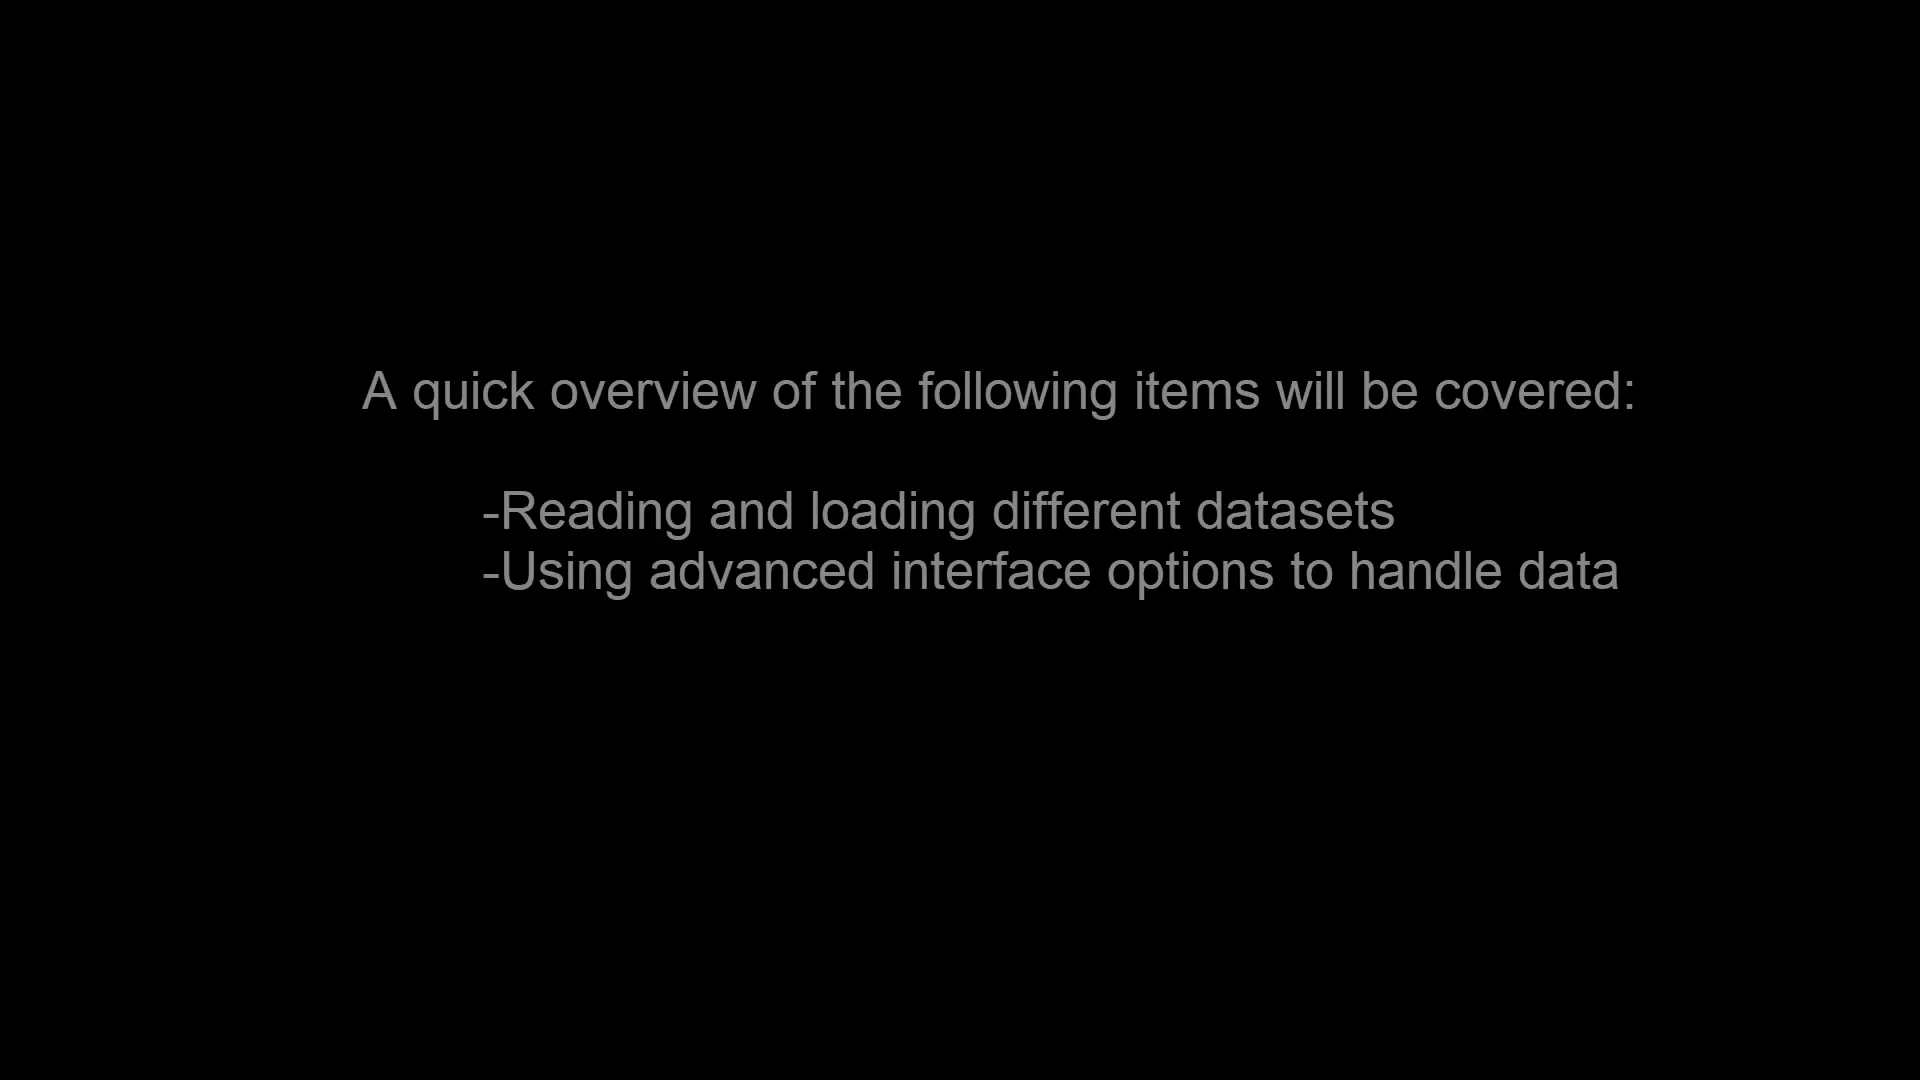 A quick overview of the following items will be covered:
-Reading and loading different datasets
-Using advanced interface options to handle data